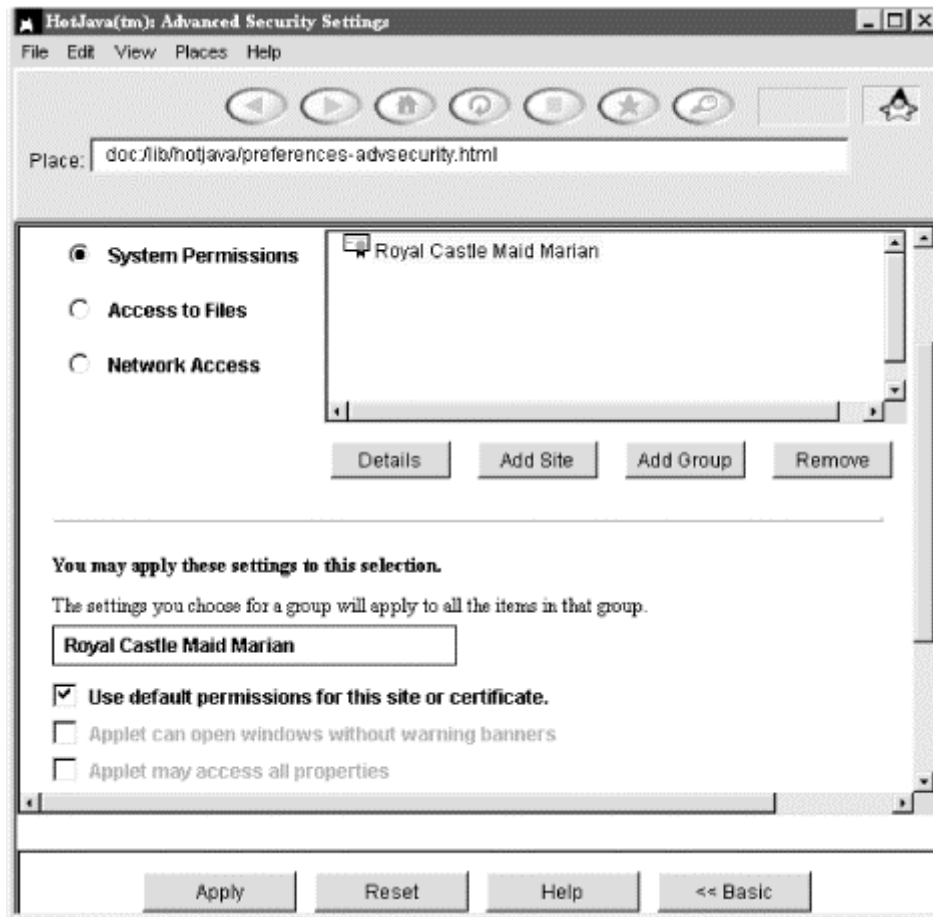 HotJava(tm): Advanced Security Settings
File Edit View Places Help
Place: doc:/lib/hotjava/preferences-advsecurity.html
System Permissions
Royal Castle Maid Marian
Access to Files
Network Access
Details Add Site Add Group Remove
You may apply these settings to this selection.
The settings you choose for a group will apply to all the items in that group.
Royal Castle Maid Marian
Use default permissions for this site or certificate.
Applet can open windows without warning banners
Applet may access all properties
Apply Reset Help << Basic